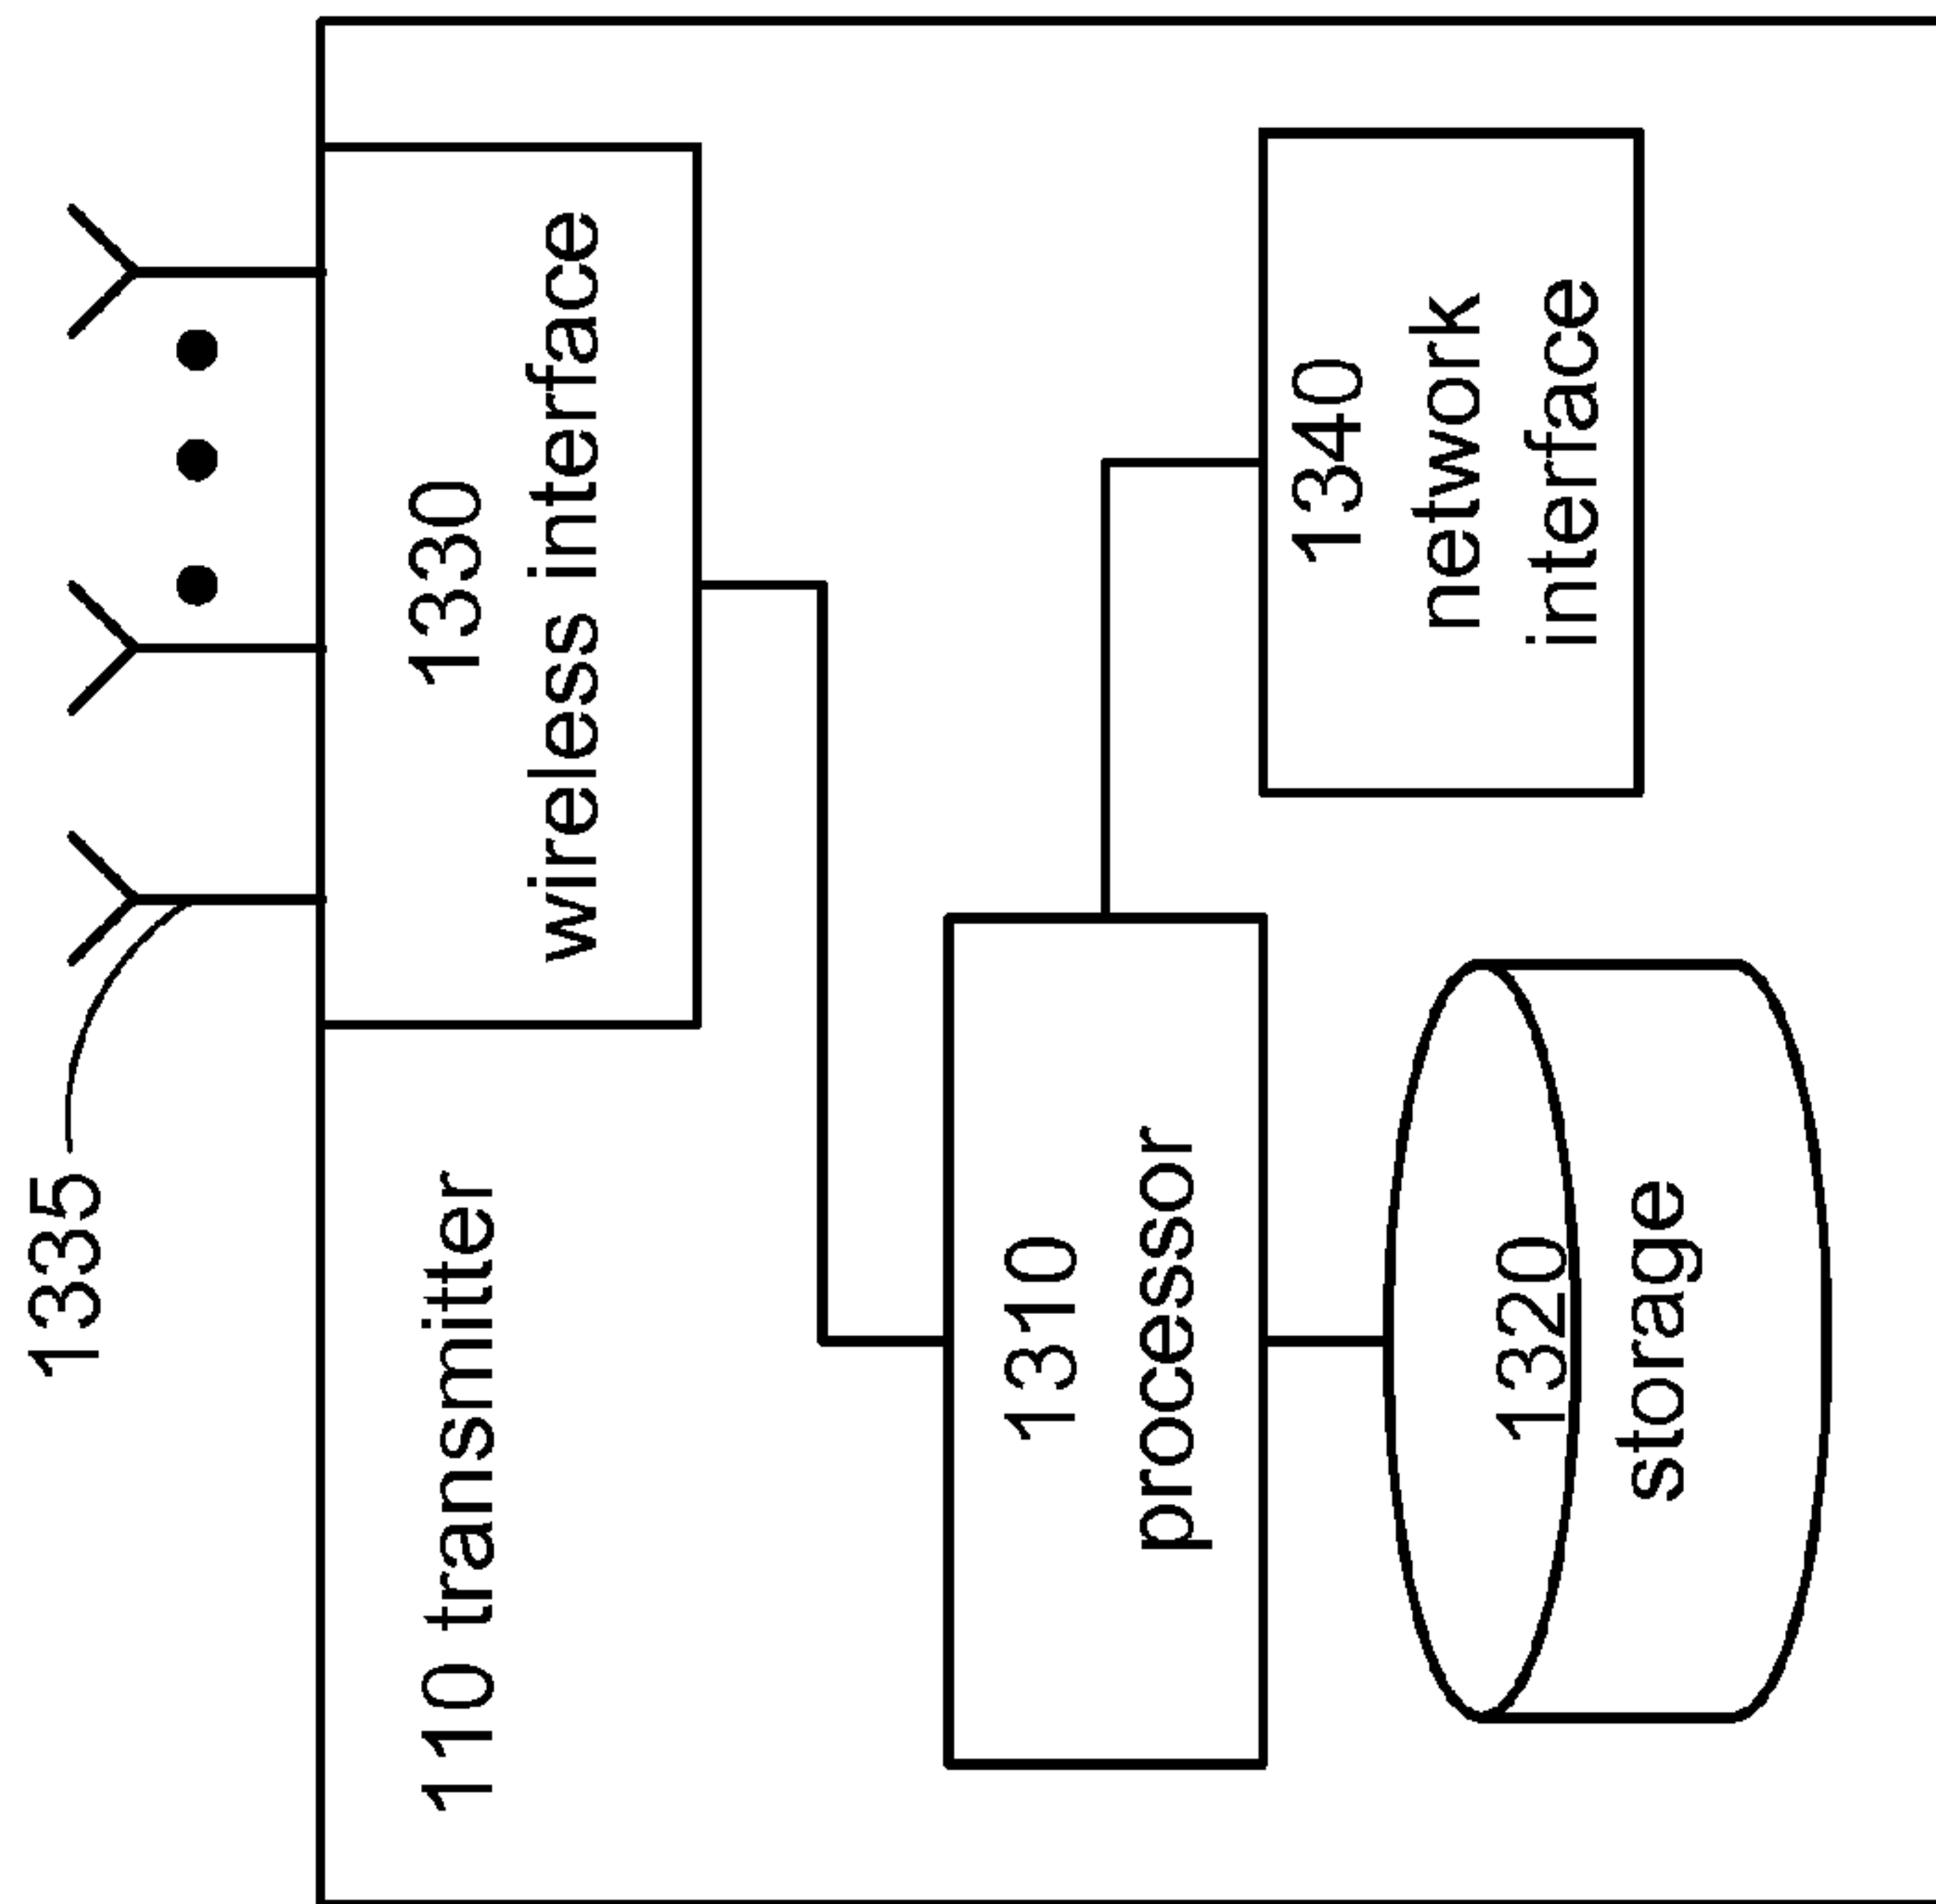 1335
110 transmitter
1330
wireless interface
1310
processor
1340
network
interface
1320
storage